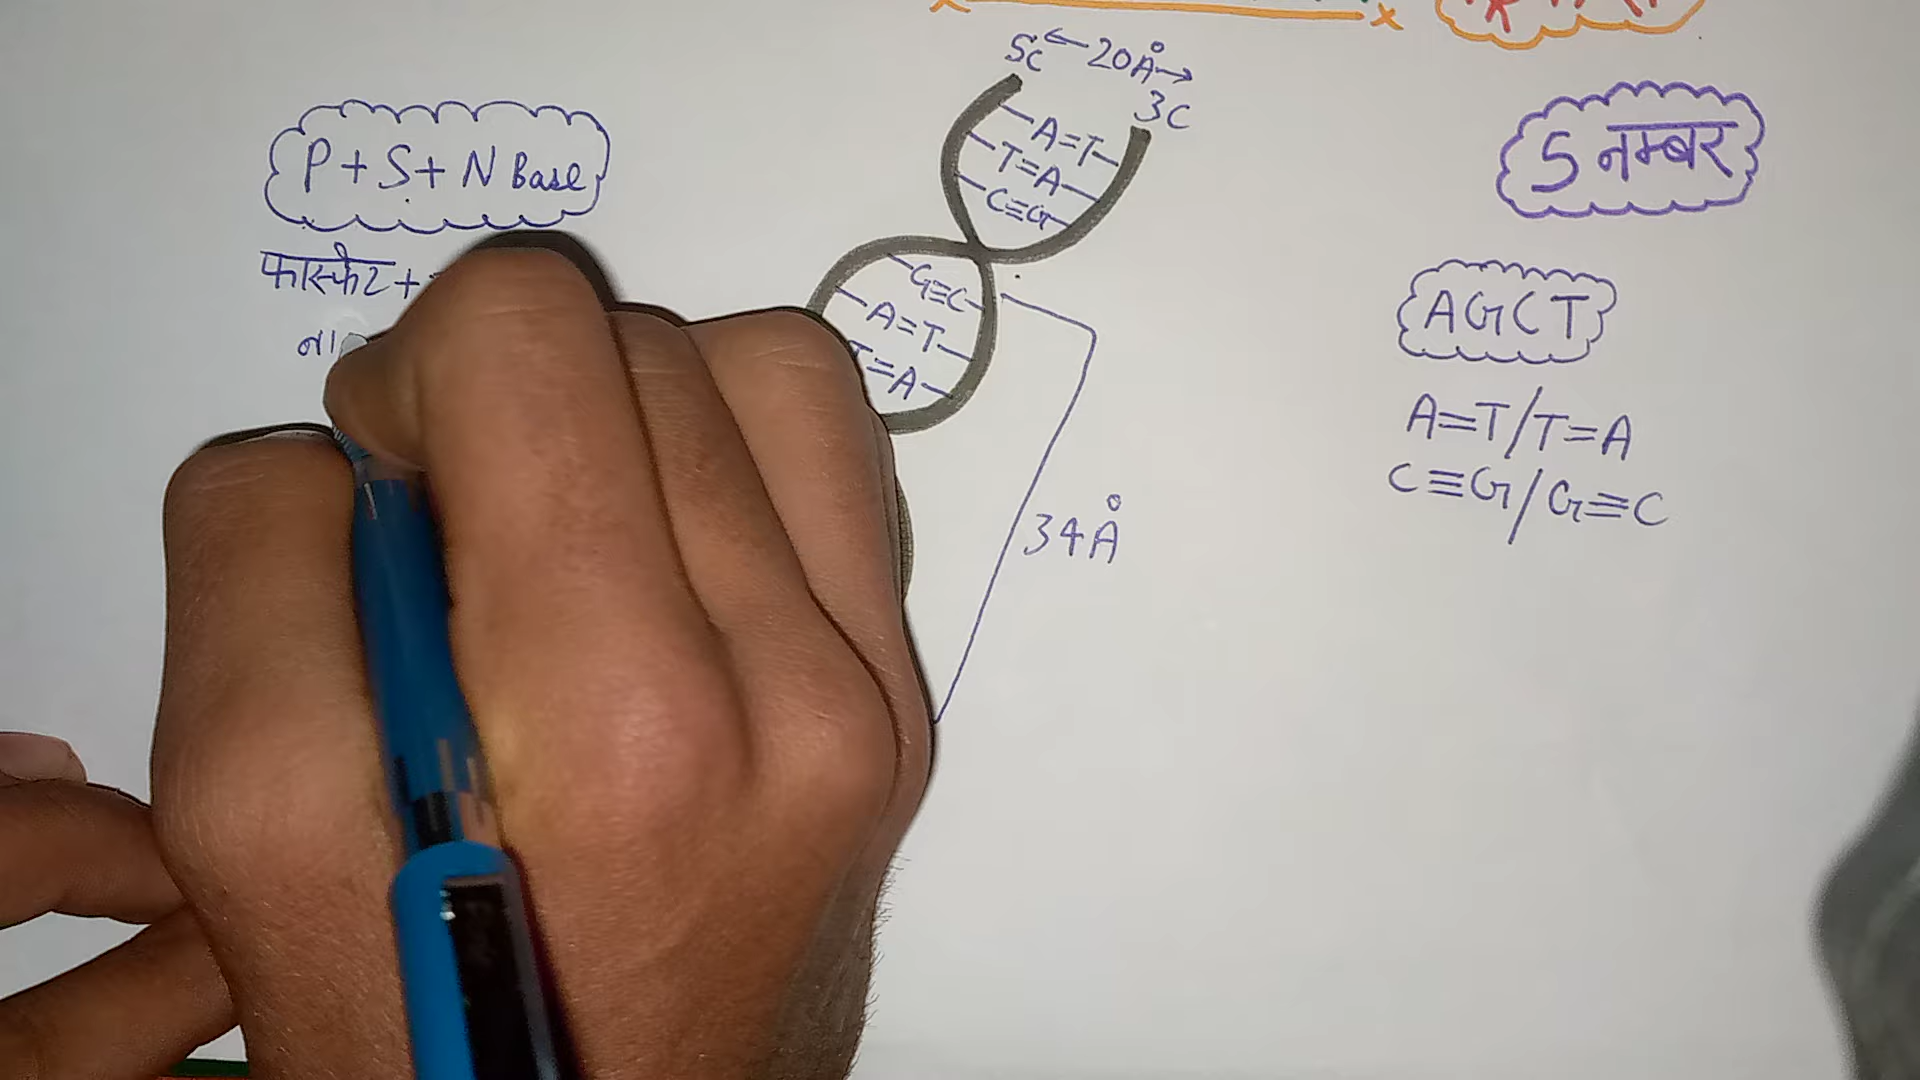 5C ←20Å→
3C
P+S+N Base
फास्फेट+
ना
A=T
T=A
C≡G
G≡C
A=T
T=A
34Å
5 नम्बर
AGCT
A=T/T=A
C≡G/G≡C